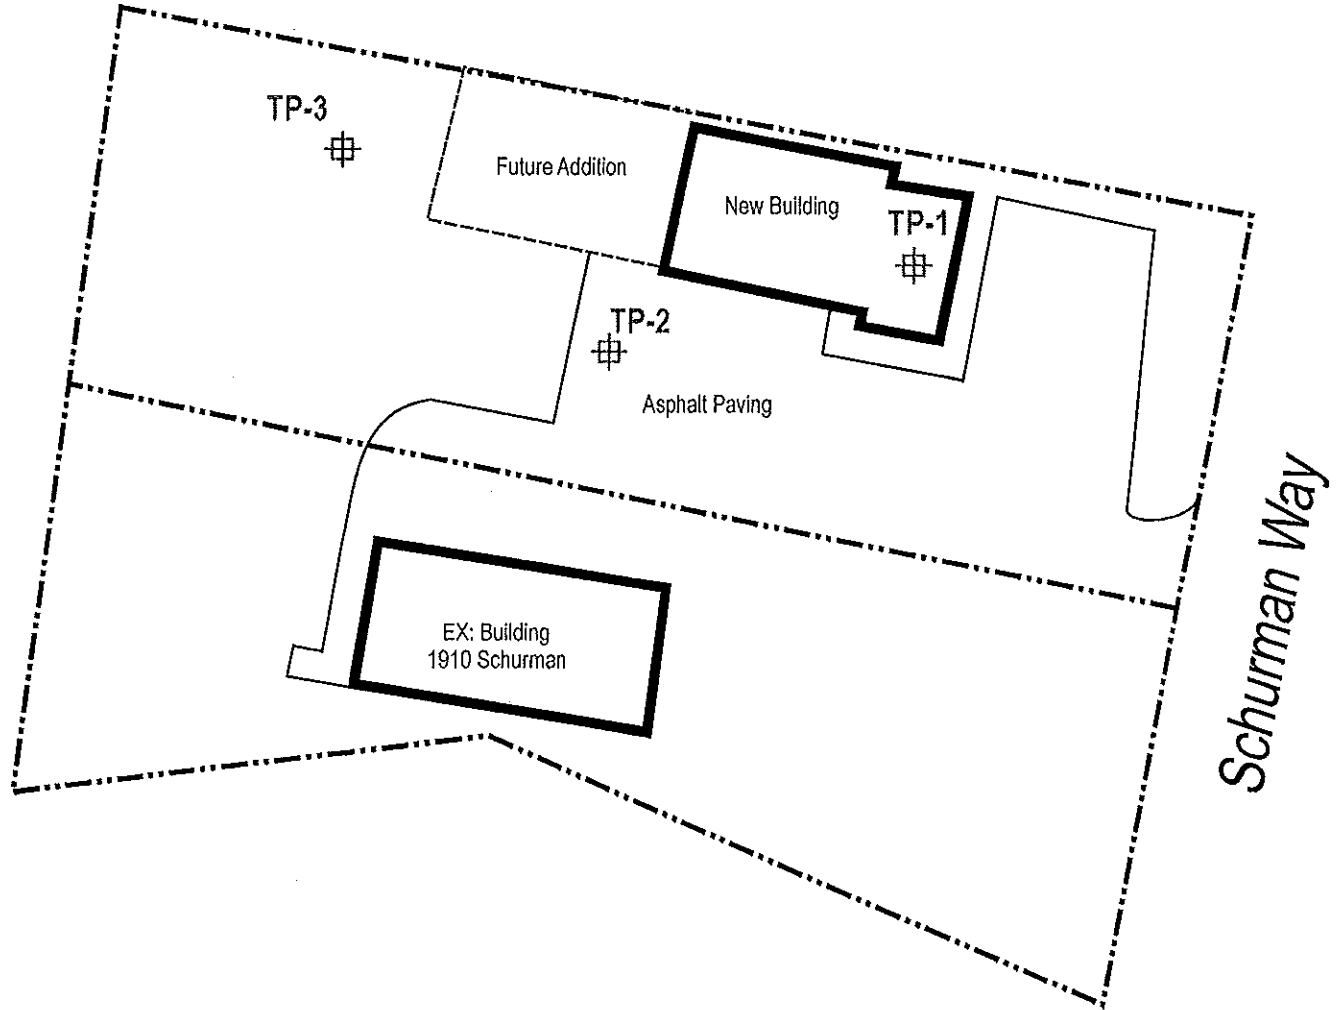 TP-3
Future Addition
New Building
TP-1
TP-2
Asphalt Paving
EX: Building
1910 Schurman
Schurman Way